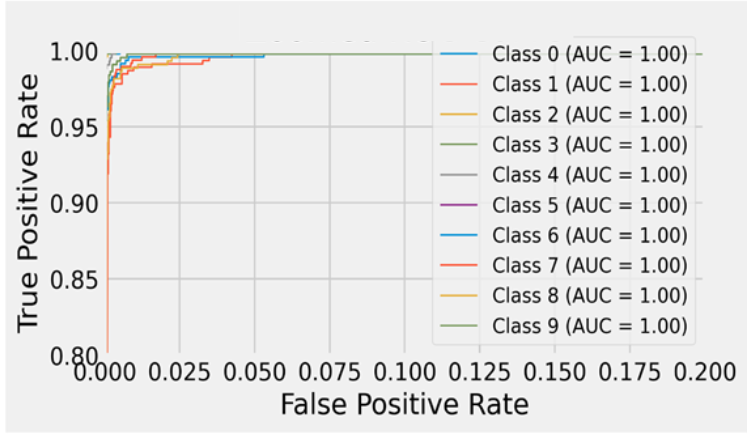 1.00
0.95
0.90
0.85
0.80
True Positive Rate
Class 0 (AUC = 1.00)
Class 1 (AUC = 1.00)
Class 2 (AUC = 1.00)
Class 3 (AUC = 1.00)
Class 4 (AUC = 1.00)
Class 5 (AUC = 1.00)
Class 6 (AUC = 1.00)
Class 7 (AUC = 1.00)
Class 8 (AUC = 1.00)
Class 9 (AUC = 1.00)
0.000 0.025 0.050 0.075 0.100 0.125 0.150 0.175 0.200
False Positive Rate